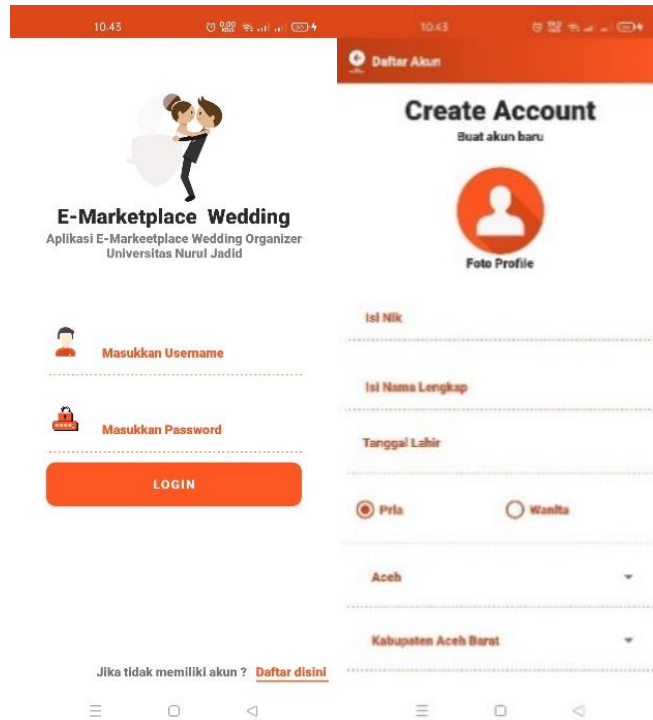 10.43
0,00
E-Marketplace Wedding
Aplikasi E-Markeetplace Wedding Organizer
Universitas Nurul Jadid
Masukkan Username
Masukkan Password
LOGIN
Jika tidak memiliki akun ? Daftar disini
10.43
Daftar Akun
Create Account
Buat akun baru
Foto Profile
Isi Nik
Isi Nama Lengkap
Tanggal Lahir
Pria Wanita
Aceh
Kabupaten Aceh Barat